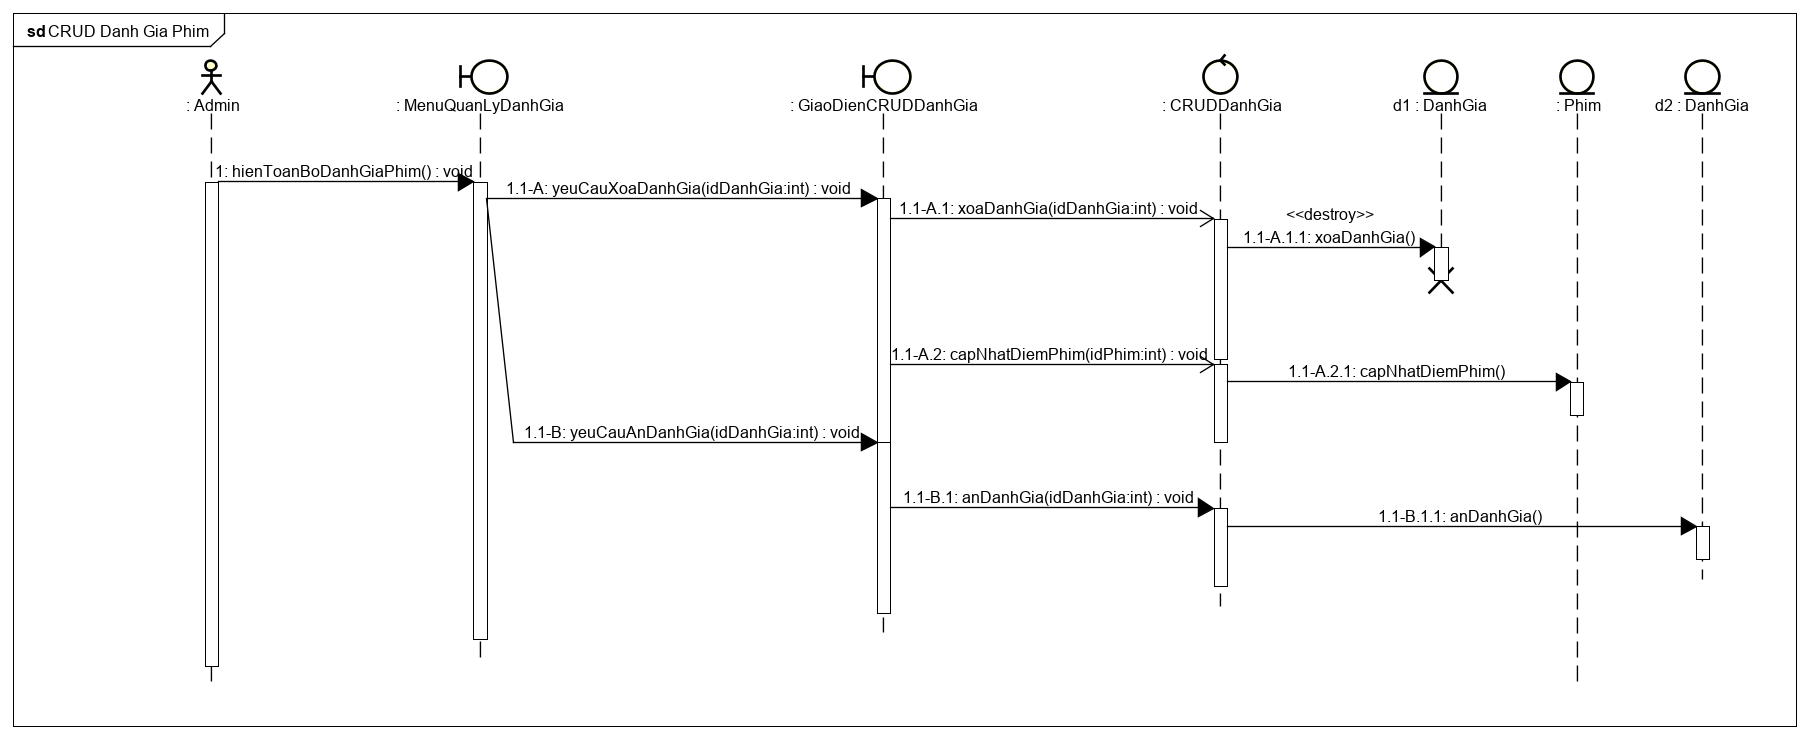 sd CRUD Danh Gia Phim
: Admin
: MenuQuanLyDanhGia
: GiaoDienCRUDDanhGia
: CRUDDanhGia
d1 : DanhGia
: Phim
d2 : DanhGia
1: hienToanBoDanhGiaPhim() : void
1.1-A: yeuCauXoaDanhGia(idDanhGia:int) : void
1.1-A.1: xoaDanhGia(idDanhGia:int) : void
<<destroy>>
1.1-A.1.1: xoaDanhGia()
1.1-A.2: capNhatDiemPhim(idPhim:int) : void
1.1-A.2.1: capNhatDiemPhim()
1.1-B: yeuCauAnDanhGia(idDanhGia:int) : void
1.1-B.1: anDanhGia(idDanhGia:int) : void
1.1-B.1.1: anDanhGia()